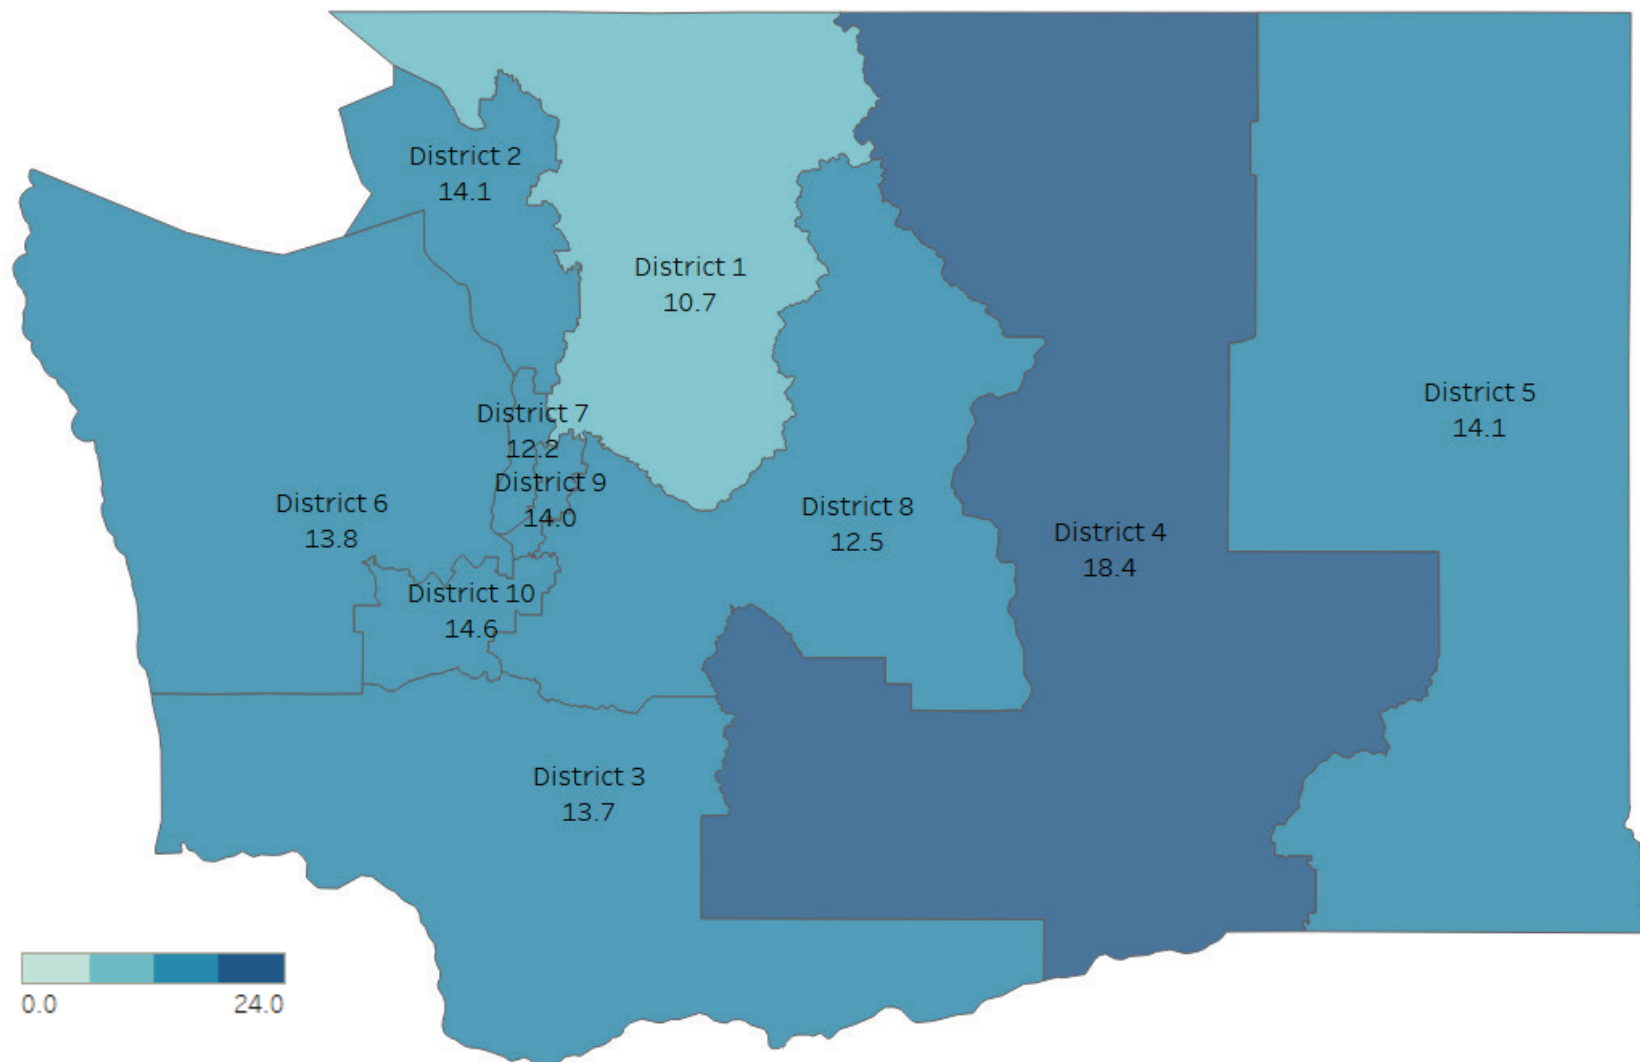 District 2
14.1
District 1
10.7
District 5
14.1
District 7
12.2
District 9
14.0
District 6
13.8
District 8
12.5
District 4
18.4
District 10
14.6
District 3
13.7
0.0
24.0